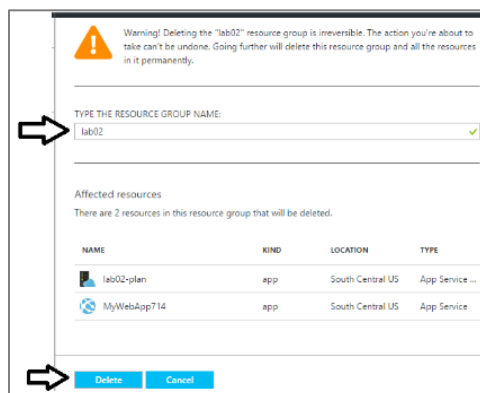 Warning! Deleting the "lab02" resource group is irreversible. The action you're about to
take can't be undone. Going further will delete this resource group and all the resources
in it permanently.
TYPE THE RESOURCE GROUP NAME:
lab02
Affected resources
There are 2 resources in this resource group that will be deleted.
NAME KIND LOCATION TYPE
lab02-plan app South Central US App Service ...
MyWebApp714 app South Central US App Service
Delete Cancel